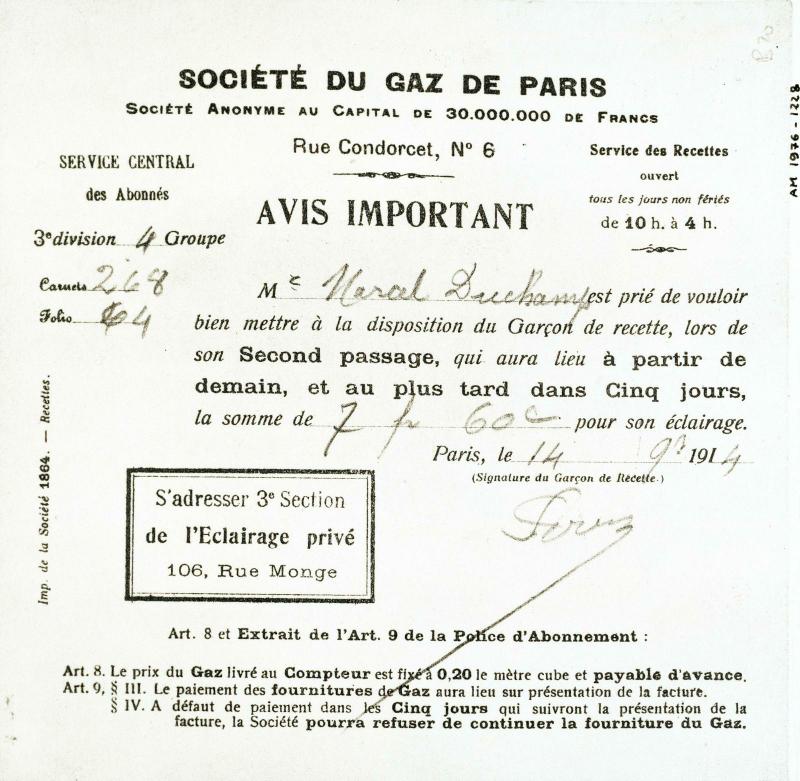 SOCIÉTÉ DU GAZ DE PARIS
SOCIÉTÉ ANONYME AU CAPITAL DE 30.000.000 DE FRANCS
Rue Condorcet, N° 6
SERVICE CENTRAL
des Abonnés
3e division 4 Groupe
Carnets 268
Folio 64
Service des Recettes
ouvert
tous les jours non fériés
de 10 h. à 4 h.
AVIS IMPORTANT
Mr Marcel Duchamp est prié de vouloir
bien mettre à la disposition du Garçon de recette, lors de
son Second passage, qui aura lieu à partir de
demain, et au plus tard dans Cinq jours,
la somme de 7 fr 60c pour son éclairage.
Paris, le 14 9bre 1914
(Signature du Garçon de Recette.)
S'adresser 3e Section
de l'Eclairage privé
106, Rue Monge
Imp. de la Société 1864. — Recettes.
Art. 8 et Extrait de l'Art. 9 de la Police d'Abonnement :
Art. 8. Le prix du Gaz livré au Compteur est fixé à 0,20 le mètre cube et payable d'avance.
Art. 9, § III. Le paiement des fournitures de Gaz aura lieu sur présentation de la facture.
§ IV. A défaut de paiement dans les Cinq jours qui suivront la présentation de la
facture, la Société pourra refuser de continuer la fourniture du Gaz.
AM 1976-1228